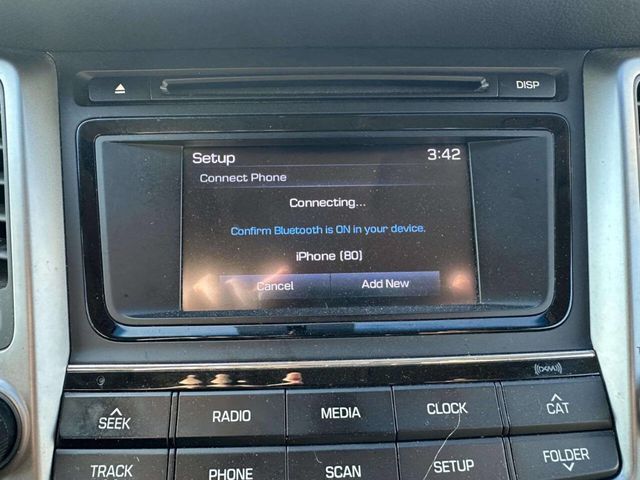 DISP
Setup 3:42
Connect Phone
Connecting...
Confirm Bluetooth is ON in your device.
iPhone (80)
Cancel Add New
((XM))
SEEK RADIO MEDIA CLOCK CAT
TRACK PHONE SCAN SETUP FOLDER